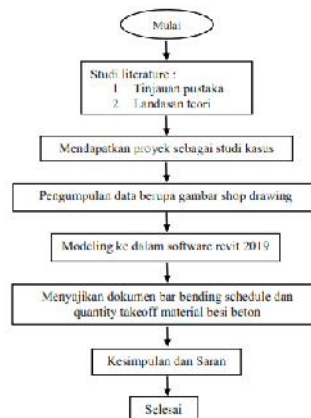 Mulai
Studi literature :
1 Tinjauan pustaka
2 Landasan teori
Mendapatkan proyek sebagai studi kasus
Pengumpulan data berupa gambar shop drawing
Modeling ke dalam software revit 2019
Menyajikan dokumen bar bending schedule dan
quantity takeoff material besi beton
Kesimpulan dan Saran
Selesai